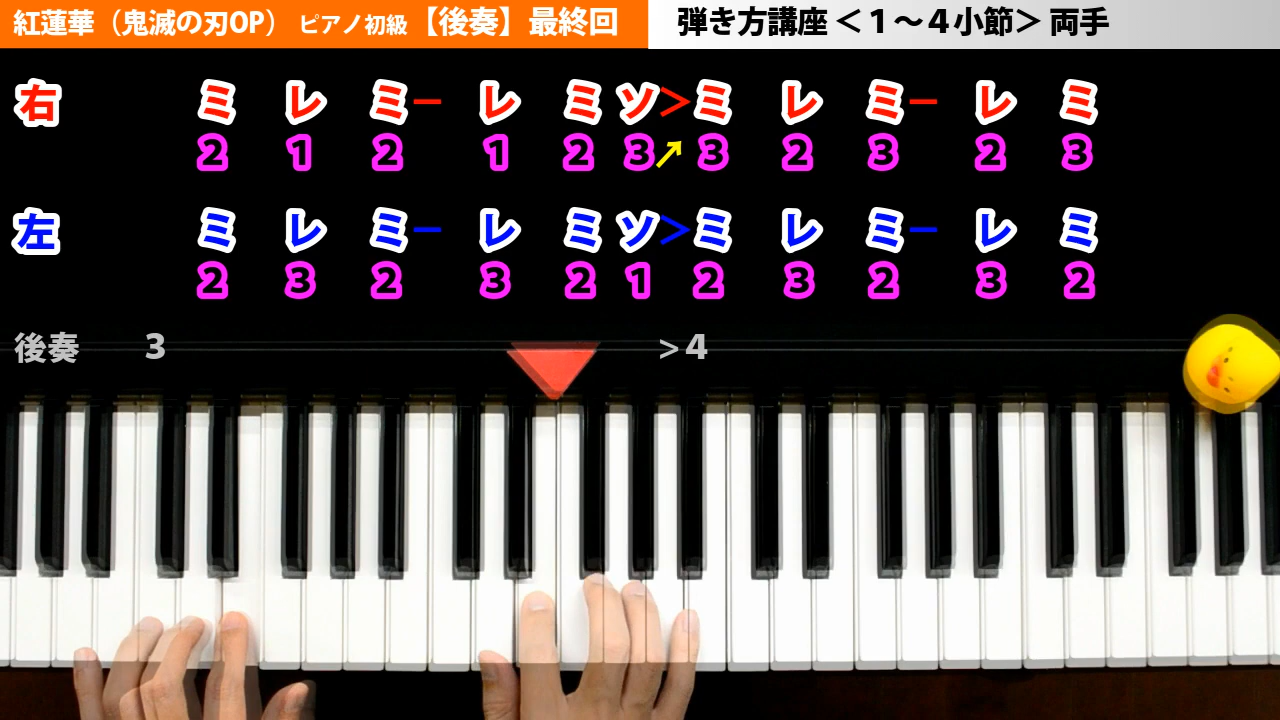 紅蓮華（鬼滅の刃OP） ピアノ初級【後奏】最終回 弾き方講座 ＜１～４小節＞ 両手
右 ミ レ ミー レ ミ ソ＞ミ レ ミー レ ミ
2 1 2 1 2 3↗3 2 3 2 3
左 ミ レ ミー レ ミ ソ＞ミ レ ミー レ ミ
2 3 2 3 2 1 2 3 2 3 2
後奏 3 ＞4